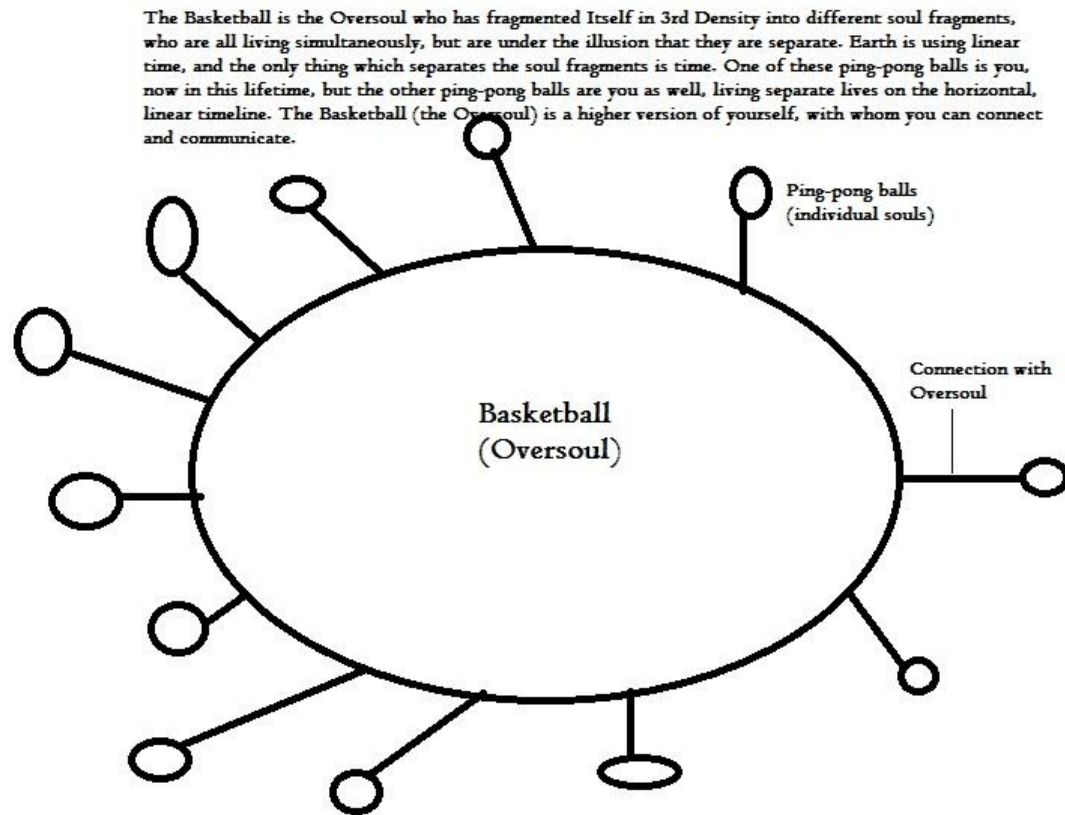 The Basketball is the Oversoul who has fragmented Itself in 3rd Density into different soul fragments,
who are all living simultaneously, but are under the illusion that they are separate. Earth is using linear
time, and the only thing which separates the soul fragments is time. One of these ping-pong balls is you,
now in this lifetime, but the other ping-pong balls are you as well, living separate lives on the horizontal,
linear timeline. The Basketball (the Oversoul) is a higher version of yourself, with whom you can connect
and communicate.
Ping-pong balls
(individual souls)
Connection with
Oversoul
Basketball
(Oversoul)